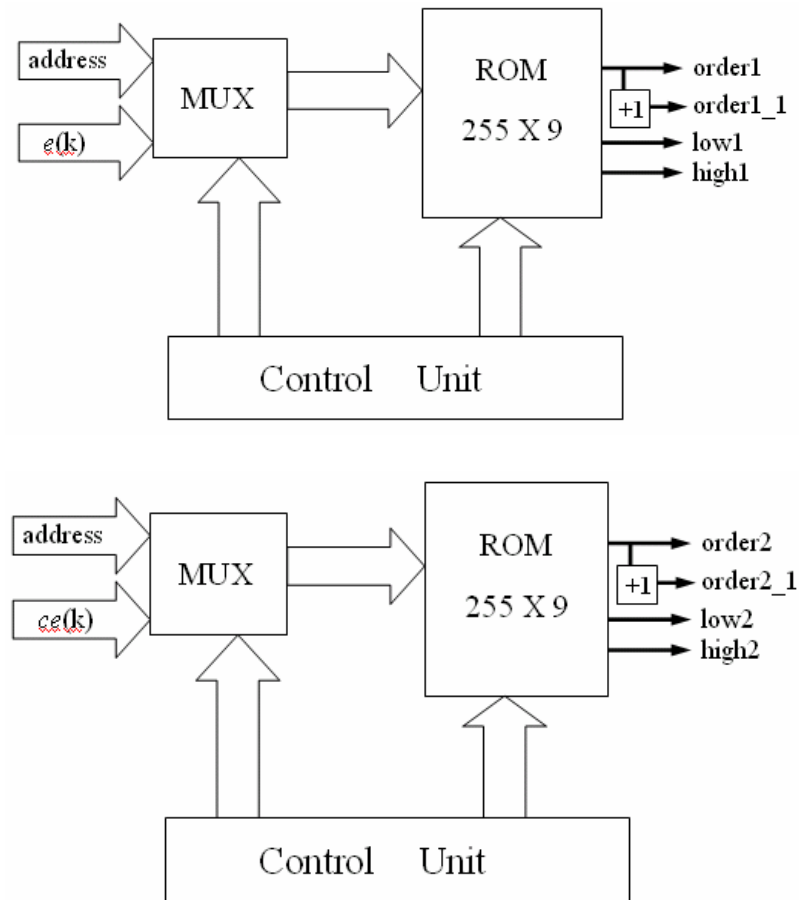 address
e(k)
MUX
ROM
255 X 9
order1
+1
order1_1
low1
high1
Control Unit
address
ce(k)
MUX
ROM
255 X 9
order2
+1
order2_1
low2
high2
Control Unit